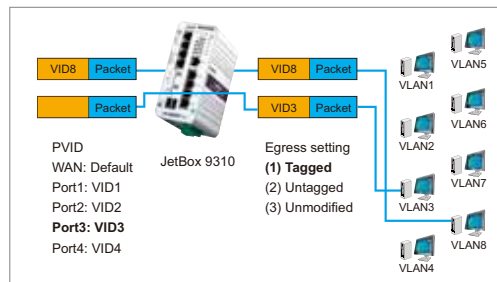 VID8 Packet
VID8 Packet
Packet
VID3 Packet
PVID
WAN: Default
Port1: VID1
Port2: VID2
Port3: VID3
Port4: VID4
JetBox 9310
Egress setting
(1) Tagged
(2) Untagged
(3) Unmodified
VLAN1
VLAN2
VLAN3
VLAN4
VLAN5
VLAN6
VLAN7
VLAN8